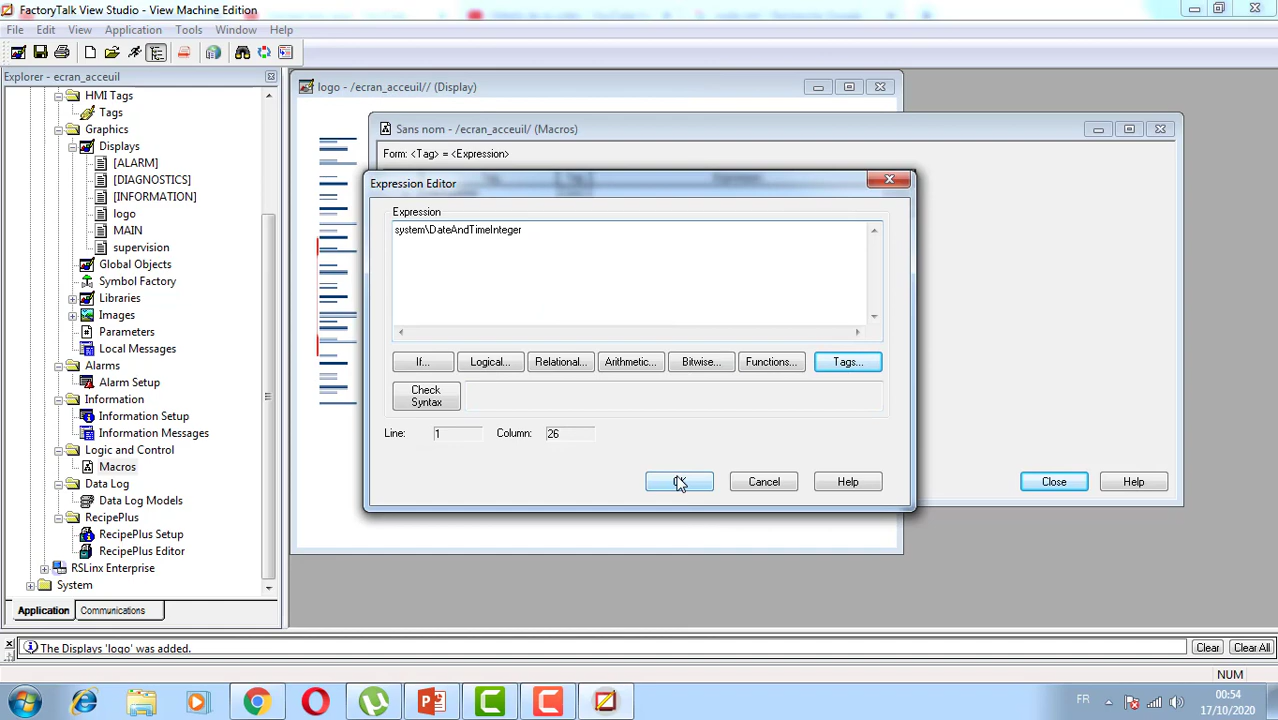 FactoryTalk View Studio - View Machine Edition
File Edit View Application Tools Window Help
Explorer - ecran_acceuil
HMI Tags
Tags
Graphics
Displays
[ALARM]
[DIAGNOSTICS]
[INFORMATION]
logo
MAIN
supervision
Global Objects
Symbol Factory
Libraries
Images
Parameters
Local Messages
Alarms
Alarm Setup
Information
Information Setup
Information Messages
Logic and Control
Macros
Data Log
Data Log Models
RecipePlus
RecipePlus Setup
RecipePlus Editor
RSLinx Enterprise
System
Application Communications
logo - /ecran_acceuil// (Display)
Sans nom - /ecran_acceuil/ (Macros)
Form: <Tag> = <Expression>
Expression Editor
Expression
system\DateAndTimeInteger
If... Logical... Relational... Arithmetic... Bitwise... Functions... Tags...
Check
Syntax
Line: 1 Column: 26
Cancel Help
Close Help
The Displays 'logo' was added.
Clear Clear All
NUM
FR
00:54
17/10/2020